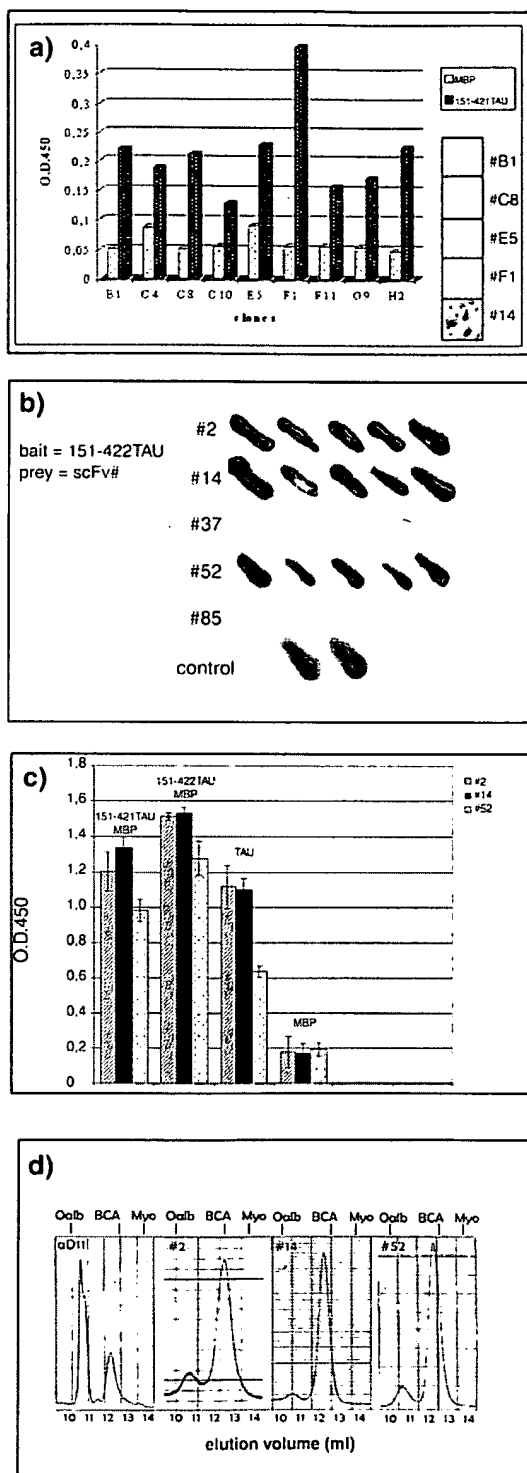 a)
0,4
0,35
0,3
0,25
0,2
0,15
0,1
0,05
0
O.D.450
B1 C4 C8 C10 E5 F1 F11 G9 H2
clones
MBP
151-421TAU
#B1
#C8
#E5
#F1
#14
b)
bait = 151-422TAU
prey = scFv#
#2
#14
#37
#52
#85
control
c)
1,8
1,6
1,4
1,2
1,0
0,8
0,6
0,4
0,2
0
O.D.450
151-421TAU
MBP
151-422TAU
MBP
TAU
MBP
#2
#14
#52
d)
Oalb BCA Myo Oalb BCA Myo Oalb BCA Myo Oalb BCA Myo
αD11 #2 #14 #52
10 11 12 13 14 10 11 12 13 14 10 11 12 13 14 10 11 12 13 14
elution volume (ml)